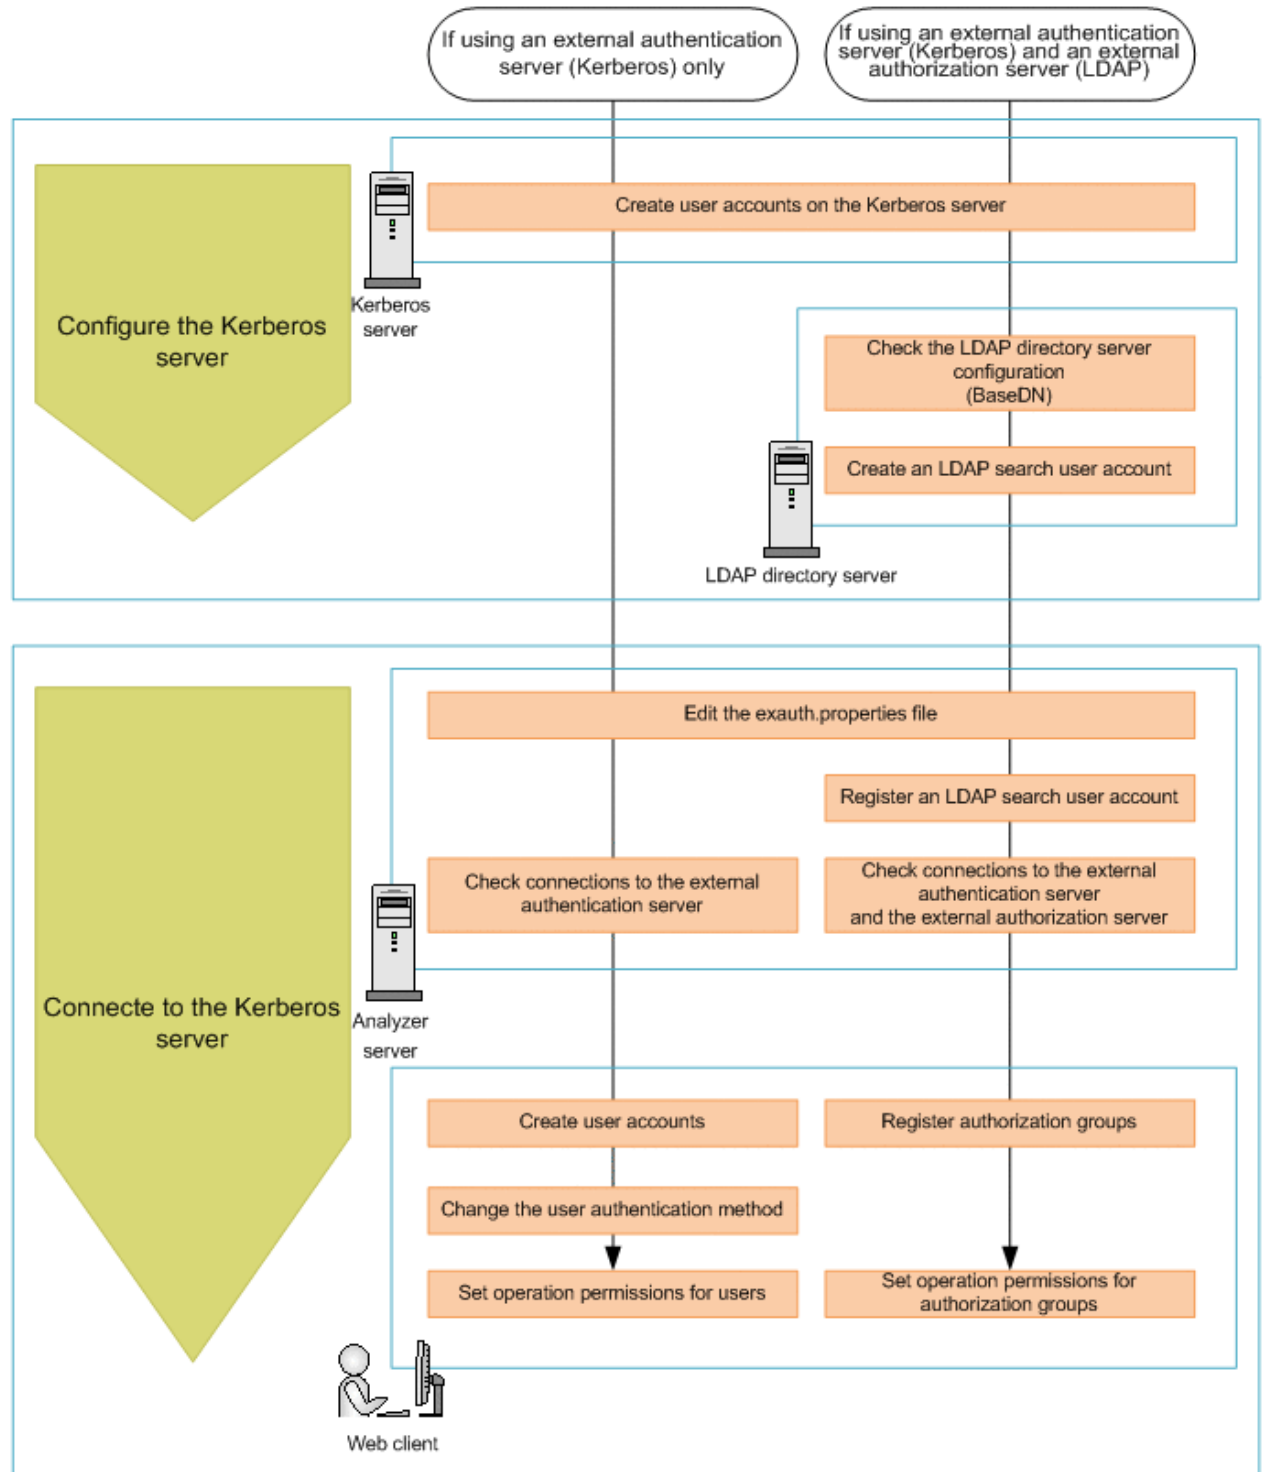 If using an external authentication
server (Kerberos) only
If using an external authentication
server (Kerberos) and an external
authorization server (LDAP)
Configure the Kerberos
server
Kerberos
server
Create user accounts on the Kerberos server
Check the LDAP directory server
configuration
(BaseDN)
Create an LDAP search user account
LDAP directory server
Connecte to the Kerberos
server
Edit the exauth.properties file
Register an LDAP search user account
Check connections to the external
authentication server
Check connections to the external
authentication server
and the external authorization server
Analyzer
server
Create user accounts
Register authorization groups
Change the user authentication method
Set operation permissions for users
Set operation permissions for
authorization groups
Web client